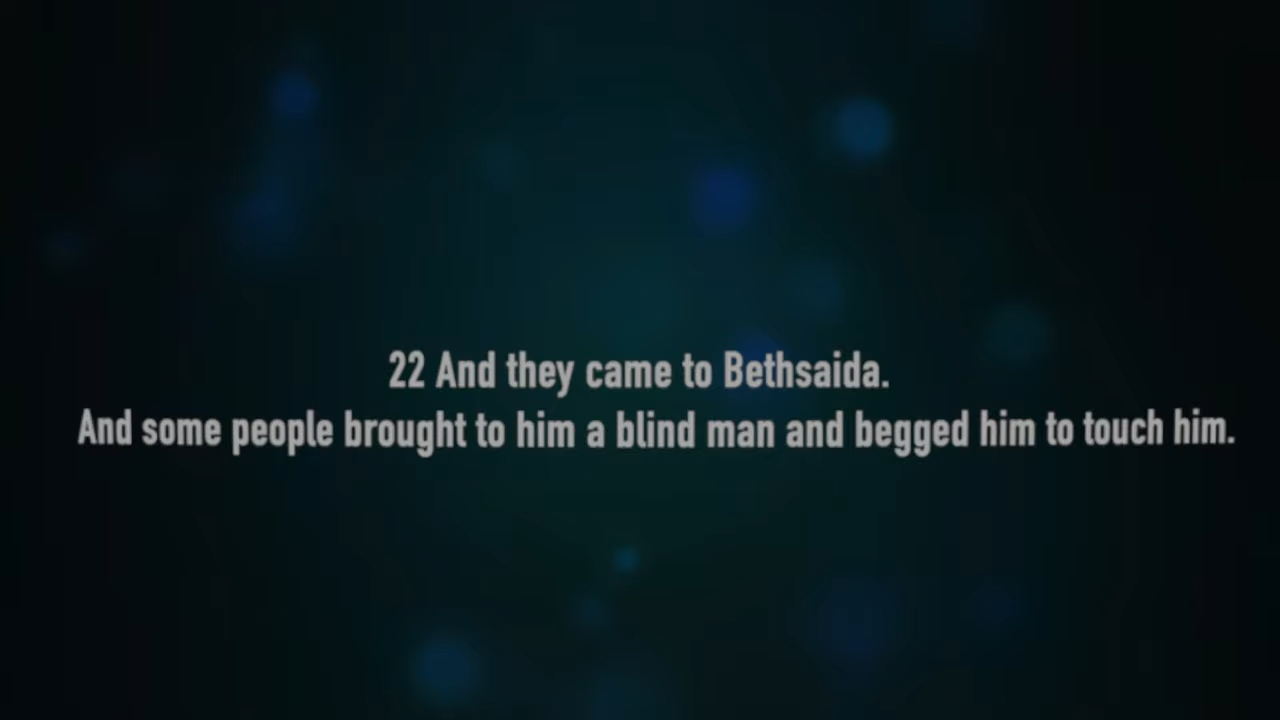 22 And they came to Bethsaida.
And some people brought to him a blind man and begged him to touch him.